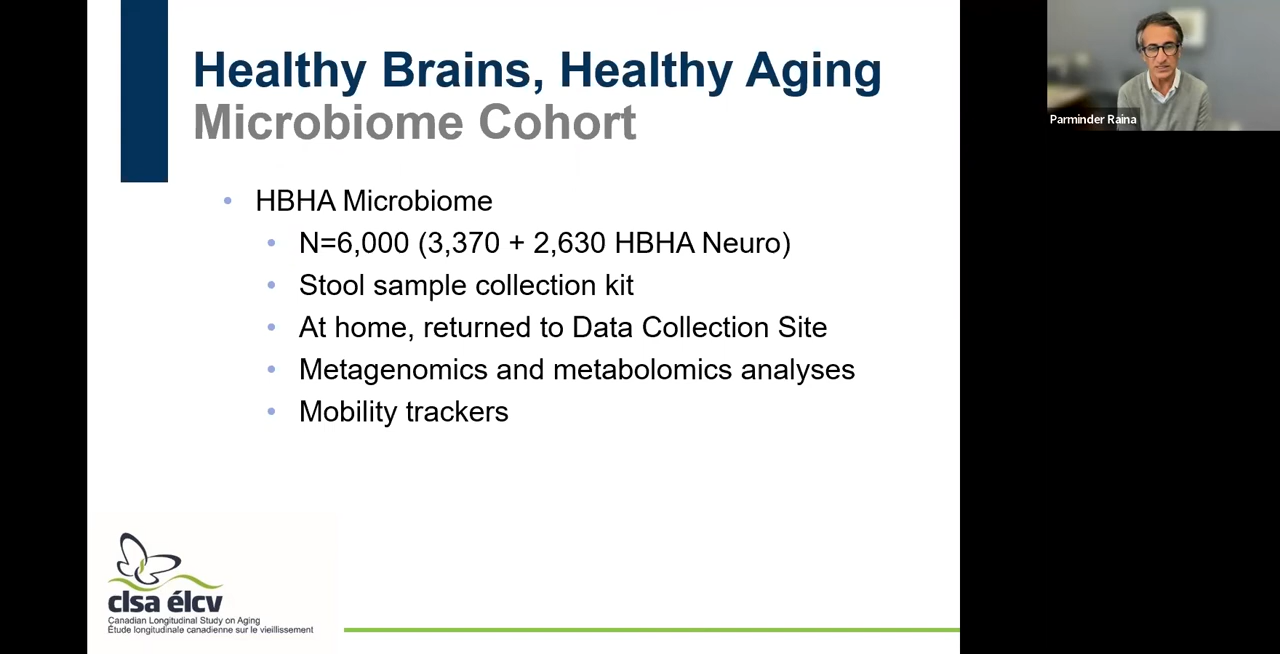 Healthy Brains, Healthy Aging
Microbiome Cohort
• HBHA Microbiome
• N=6,000 (3,370 + 2,630 HBHA Neuro)
• Stool sample collection kit
• At home, returned to Data Collection Site
• Metagenomics and metabolomics analyses
• Mobility trackers
clsa élcv
Canadian Longitudinal Study on Aging
Étude longitudinale canadienne sur le vieillissement
Parminder Raina